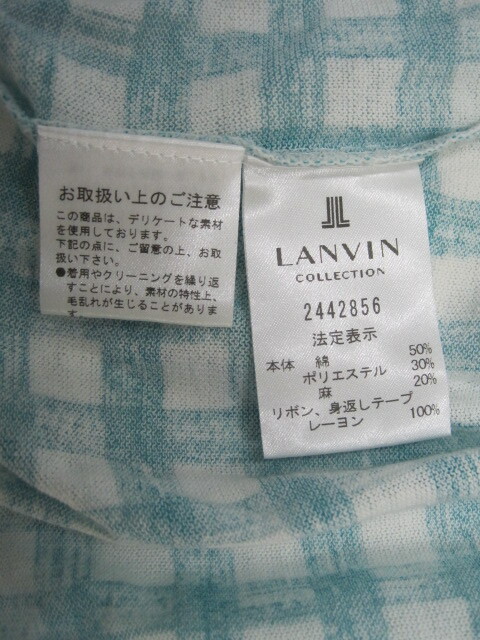 お取扱い上のご注意
この商品は、デリケートな素材
を使用しております。
下記の点に、ご留意の上、お取
扱い下さい。
●着用やクリーニングを繰り返
すことにより、素材の特性上、
毛乱れが生じることがありま
す
LANVIN
COLLECTION
2442856
法定表示
本体 綿 50%
ポリエステル 30%
麻 20%
リボン、身返しテープ
レーヨン 100%